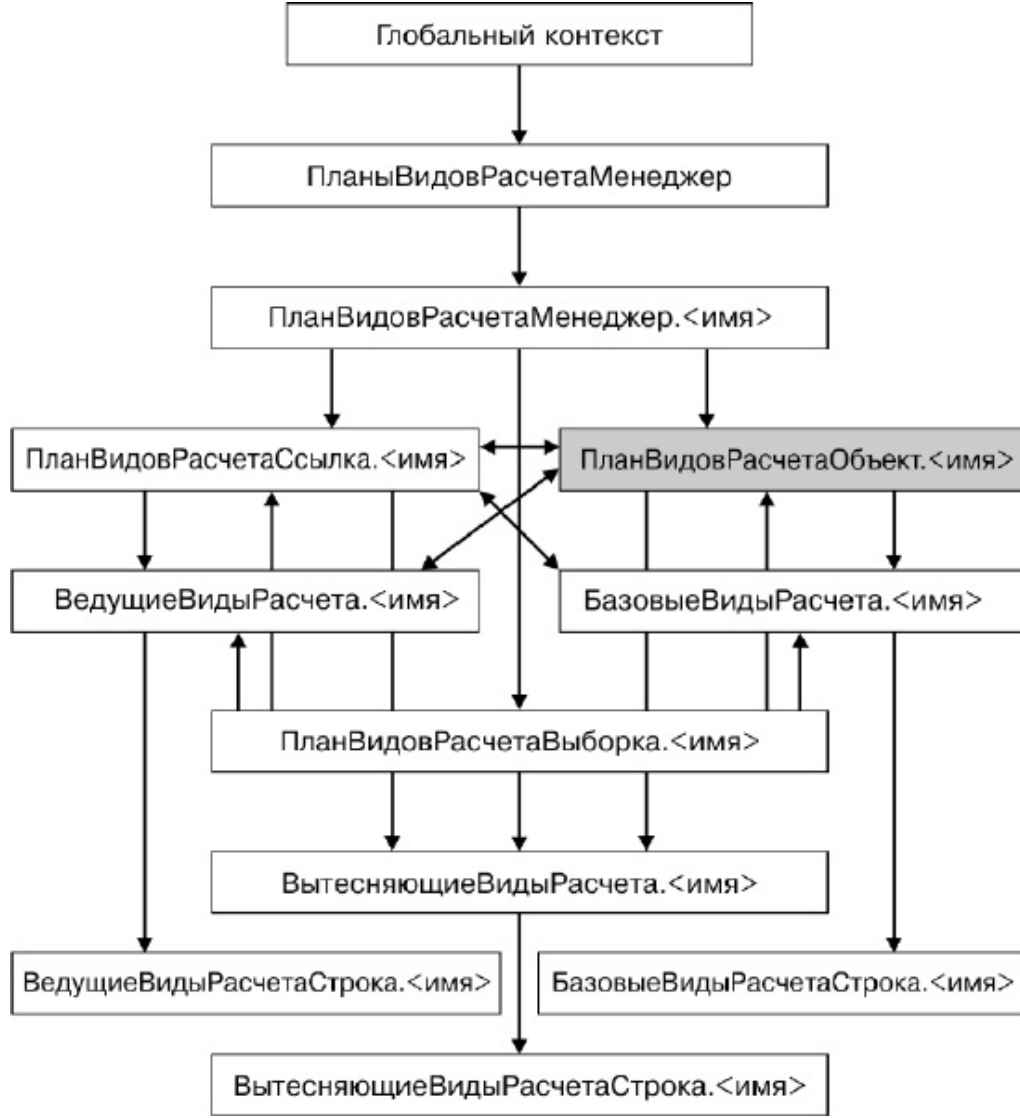 Глобальный контекст
ПланыВидовРасчетаМенеджер
ПланВидовРасчетаМенеджер.<имя>
ПланВидовРасчетаСсылка.<имя>
ПланВидовРасчетаОбъект.<имя>
ВедущиеВидыРасчета.<имя>
БазовыеВидыРасчета.<имя>
ПланВидовРасчетаВыборка.<имя>
ВытесняющиеВидыРасчета.<имя>
ВедущиеВидыРасчетаСтрока.<имя>
БазовыеВидыРасчетаСтрока.<имя>
ВытесняющиеВидыРасчетаСтрока.<имя>